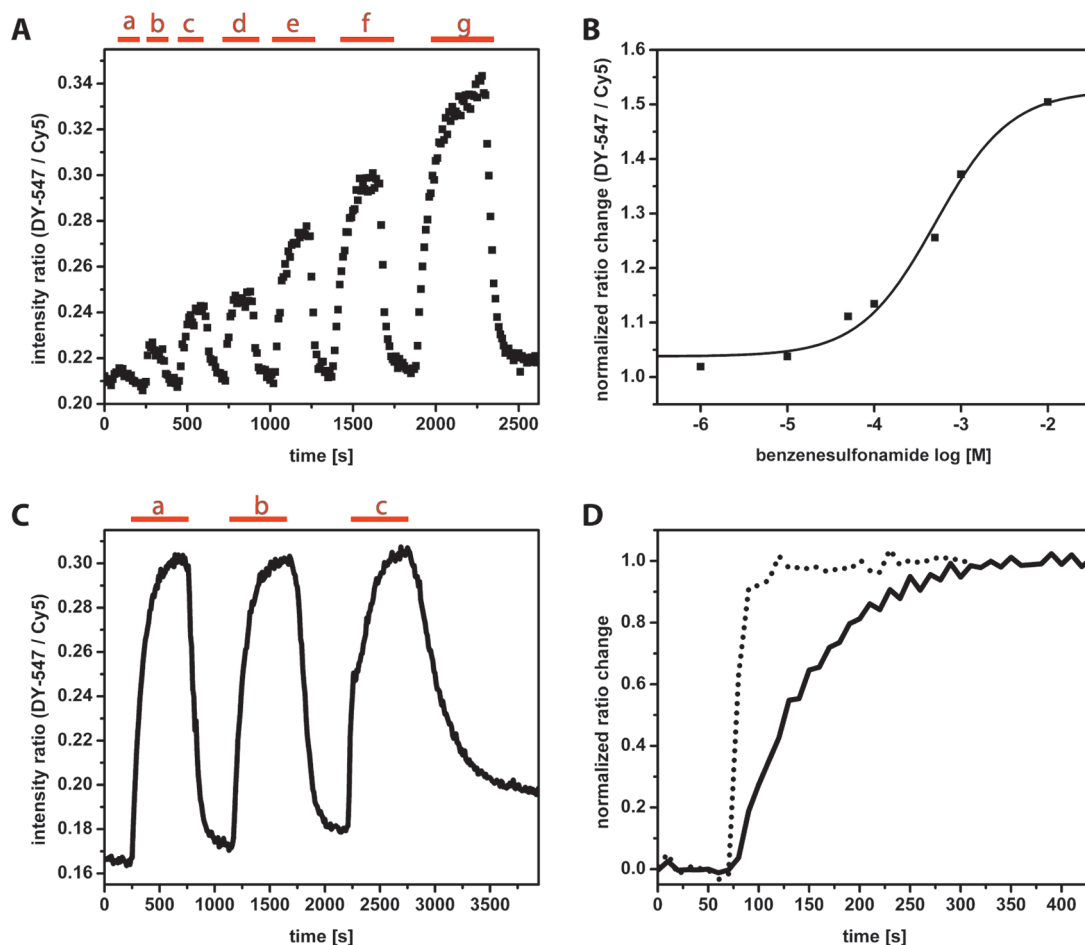 A
a b c d e f g
intensity ratio (DY-547 / Cy5)
0.34
0.32
0.30
0.28
0.26
0.24
0.22
0.20
0 500 1000 1500 2000 2500
time [s]
B
normalized ratio change (DY-547 / Cy5)
1.6
1.5
1.4
1.3
1.2
1.1
1.0
-6 -5 -4 -3 -2
benzenesulfonamide log [M]
C
a b c
intensity ratio (DY-547 / Cy5)
0.30
0.28
0.26
0.24
0.22
0.20
0.18
0.16
0 500 1000 1500 2000 2500 3000 3500
time [s]
D
normalized ratio change
1.0
0.8
0.6
0.4
0.2
0.0
0 50 100 150 200 250 300 350 400
time [s]